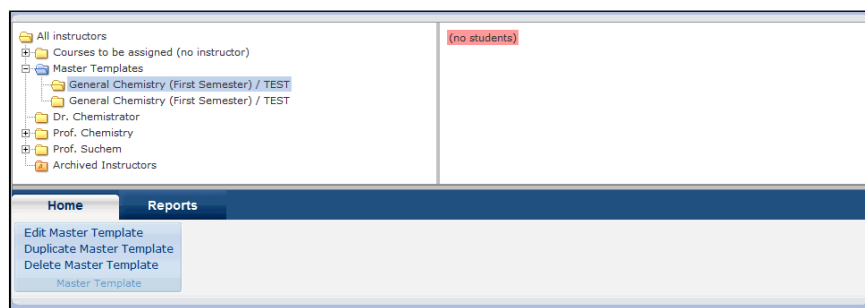 All instructors
Courses to be assigned (no instructor)
Master Templates
General Chemistry (First Semester) / TEST
General Chemistry (First Semester) / TEST
Dr. Chemistrator
Prof. Chemistry
Prof. Suchem
Archived Instructors
(no students)
Home Reports
Edit Master Template
Duplicate Master Template
Delete Master Template
Master Template